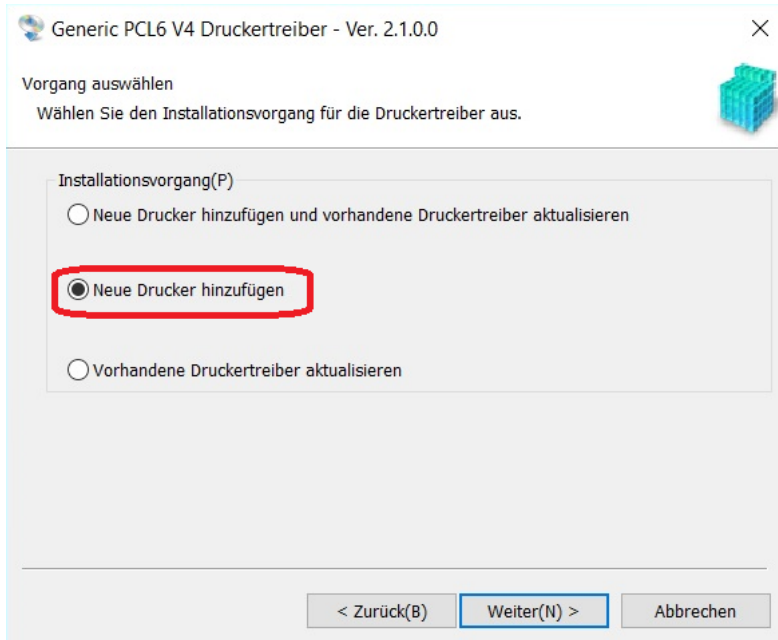 Generic PCL6 V4 Druckertreiber - Ver. 2.1.0.0
Vorgang auswählen
Wählen Sie den Installationsvorgang für die Druckertreiber aus.
Installationsvorgang(P)
Neue Drucker hinzufügen und vorhandene Druckertreiber aktualisieren
Neue Drucker hinzufügen
Vorhandene Druckertreiber aktualisieren
< Zurück(B) Weiter(N) > Abbrechen